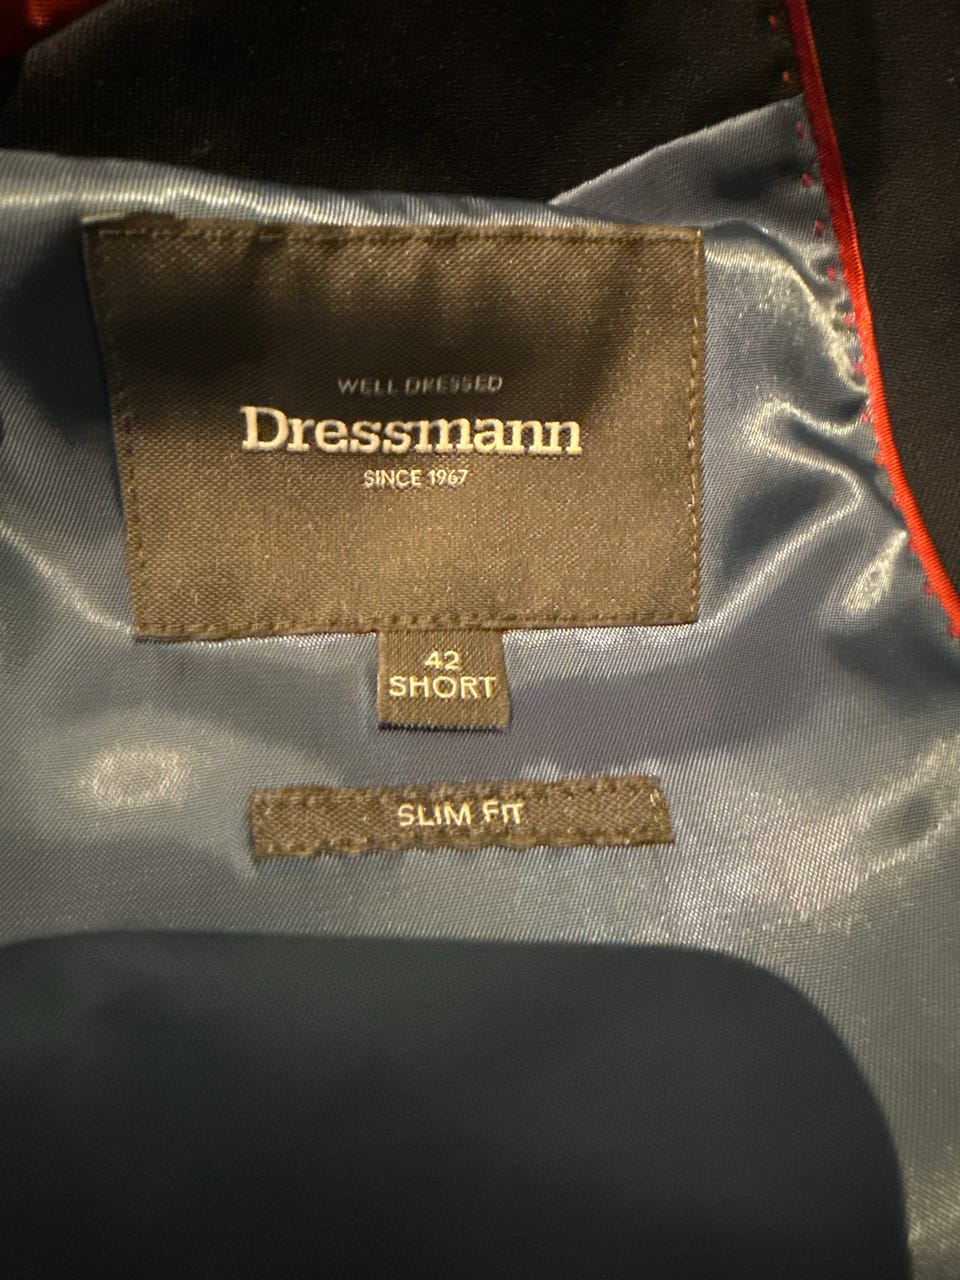 WELL DRESSED
Dressmann
SINCE 1967
42
SHORT
SLIM FIT